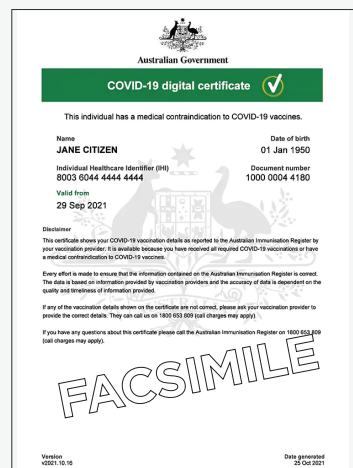 Australian Government
COVID-19 digital certificate
This individual has a medical contraindication to COVID-19 vaccines.
Name
JANE CITIZEN
Date of birth
01 Jan 1950
Individual Healthcare Identifier (IHI)
8003 6044 4444 4444
Document number
1000 0004 4180
Valid from
29 Sep 2021
Disclaimer
This certificate shows your COVID-19 vaccination details as reported to the Australian Immunisation Register by
your vaccination provider. It is available because you have received all required COVID-19 vaccinations or have
a medical contraindication to COVID-19 vaccines.
Every effort is made to ensure that the information contained on the Australian Immunisation Register is correct.
The data is based on information provided by vaccination providers and the accuracy of data is dependent on the
quality and timeliness of information provided.
If any of the vaccination details shown on the certificate are not correct, please ask your vaccination provider to
provide the correct details. They can call us on 1800 653 809 (call charges may apply).
If you have any questions about this certificate please call the Australian Immunisation Register on 1800 653 809
(call charges may apply).
FACSIMILE
Version
v2021.10.16
Date generated
25 Oct 2021